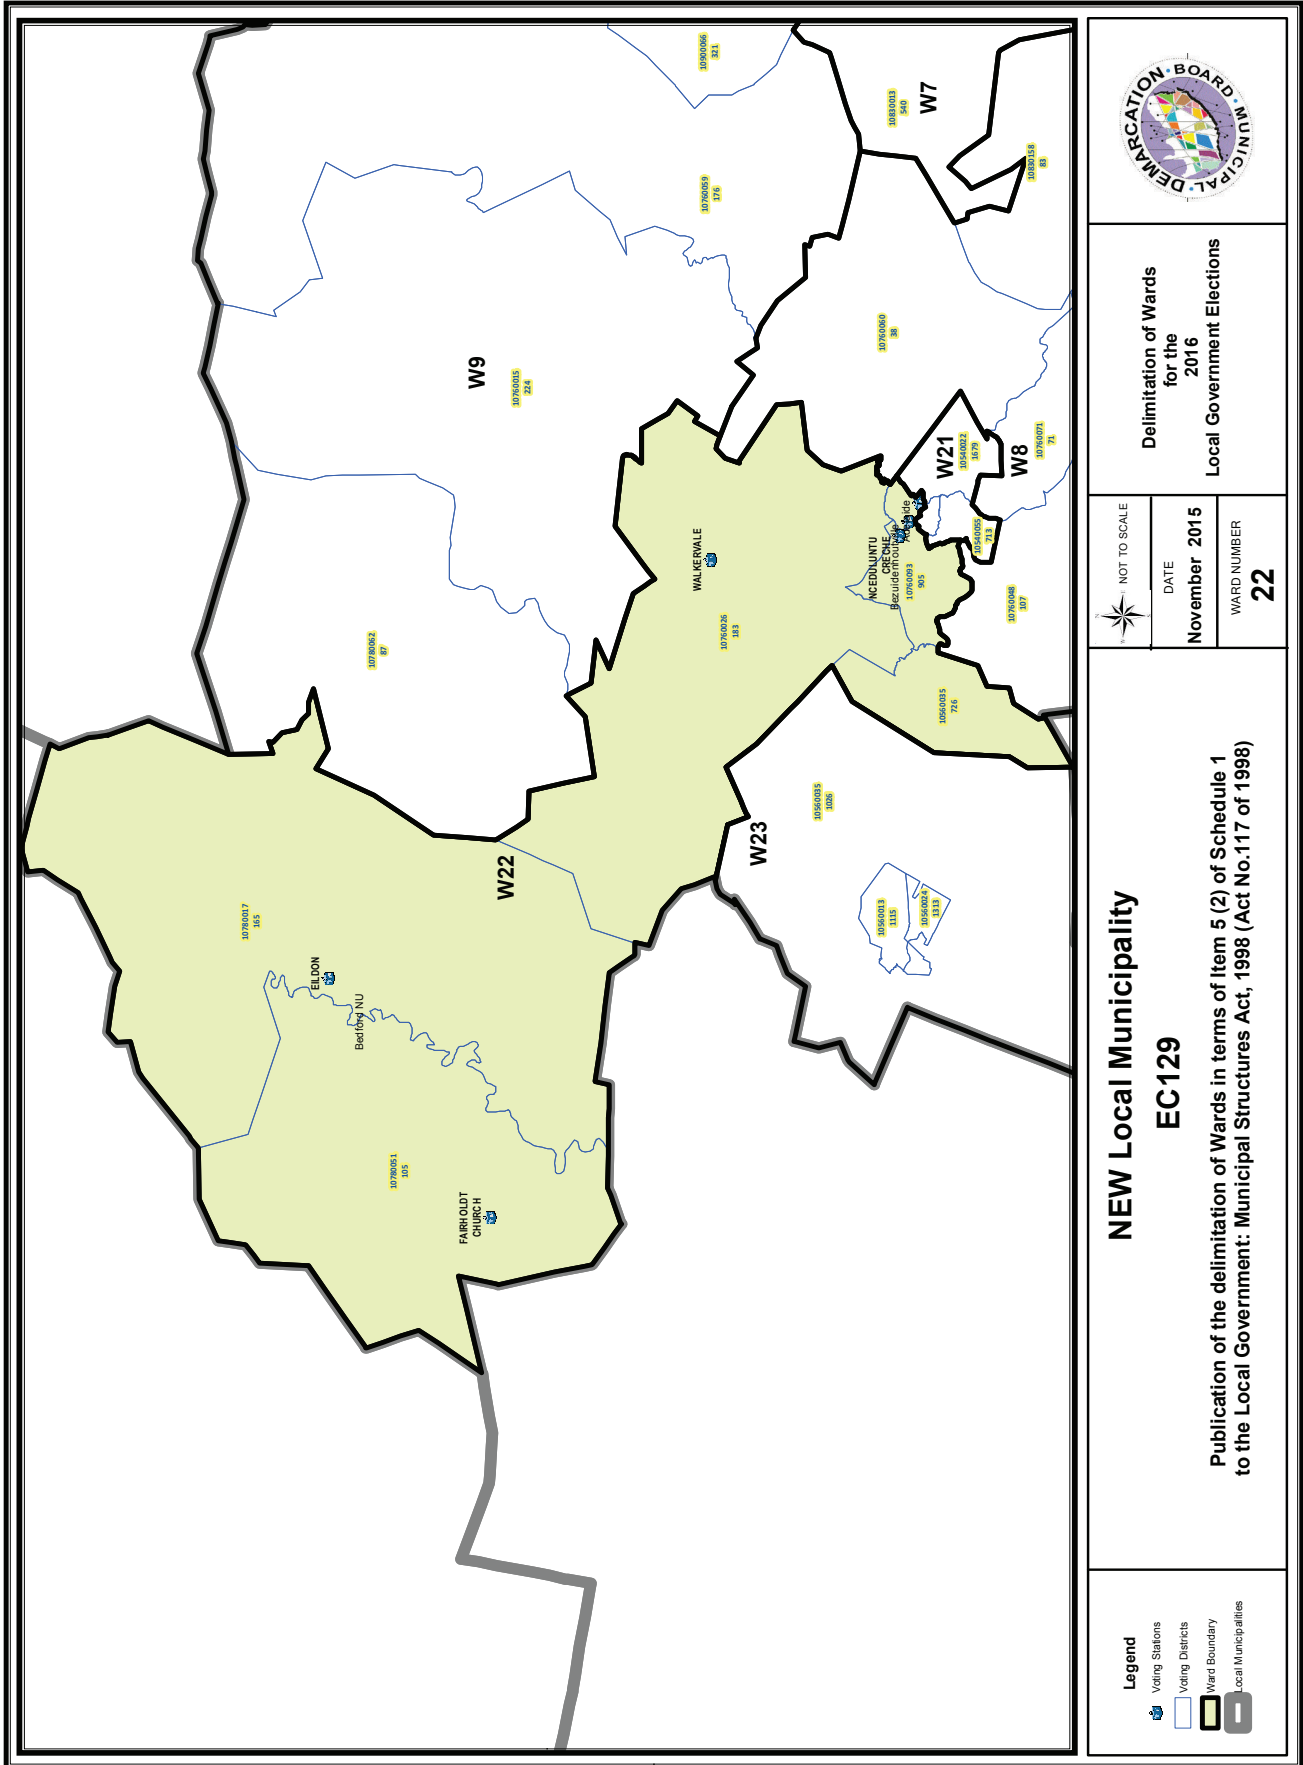 10900066
321
10830013
540
W7
10830158
83
10760059
176
10760060
38
W9
10760015
224
W21
10540022
1679
W8
10760071
71
10540055
713
10760048
107
WALKERVALE
10760026
183
NCEDULUNTU
CRECHE
Bezuidenhoutville
Adelaide
10760093
905
10780062
87
10560035
726
10560035
1026
W23
W22
10560013
1115
10560024
1313
10780017
165
EILDON
Bedford NU
10780051
105
FAIRHOLDT
CHURCH
Legend
Voting Stations
Voting Districts
Ward Boundary
Local Municipalities
NEW Local Municipality
EC129
Publication of the delimitation of Wards in terms of Item 5 (2) of Schedule 1
to the Local Government: Municipal Structures Act, 1998 (Act No.117 of 1998)
NOT TO SCALE
DATE
November 2015
WARD NUMBER
22
Delimitation of Wards
for the
2016
Local Government Elections
MUNICIPAL • DEMARCATION • BOARD •